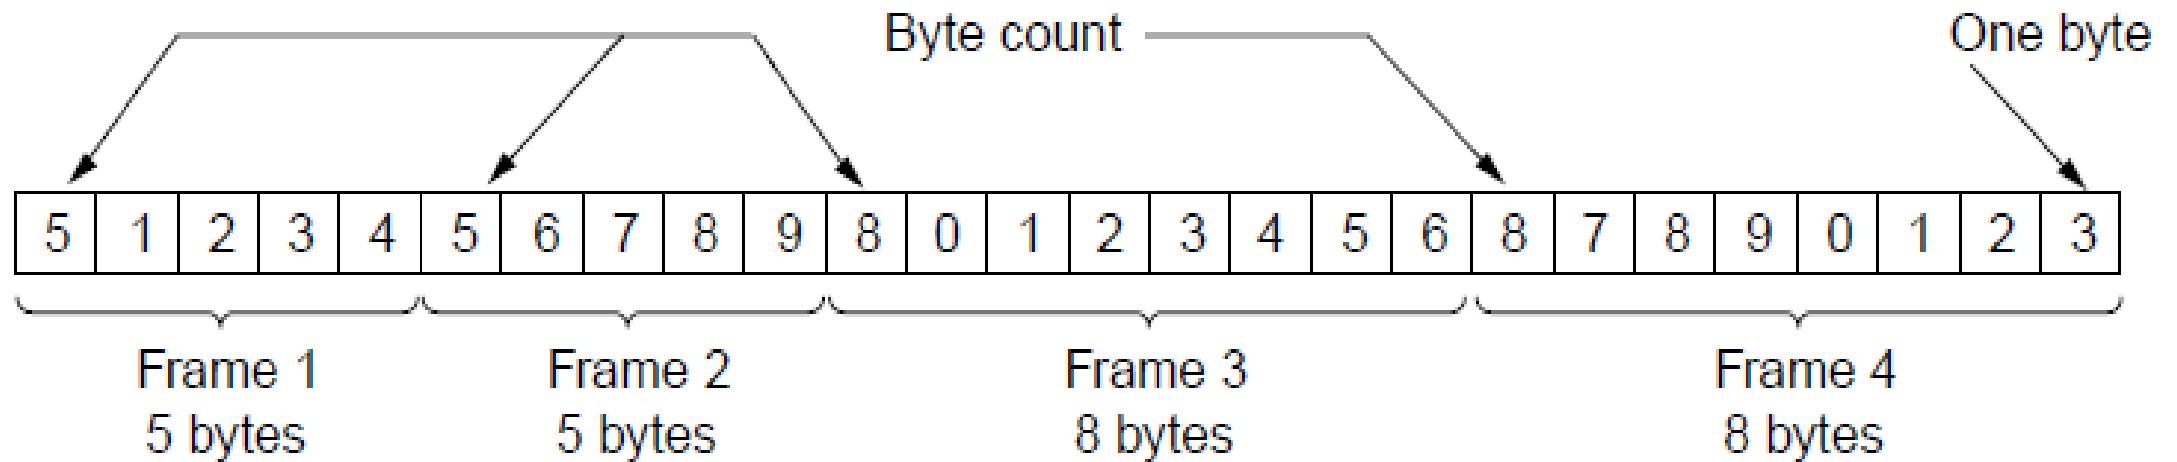 Byte count One byte
5 1 2 3 4 5 6 7 8 9 8 0 1 2 3 4 5 6 8 7 8 9 0 1 2 3
Frame 1 Frame 2 Frame 3 Frame 4
5 bytes 5 bytes 8 bytes 8 bytes